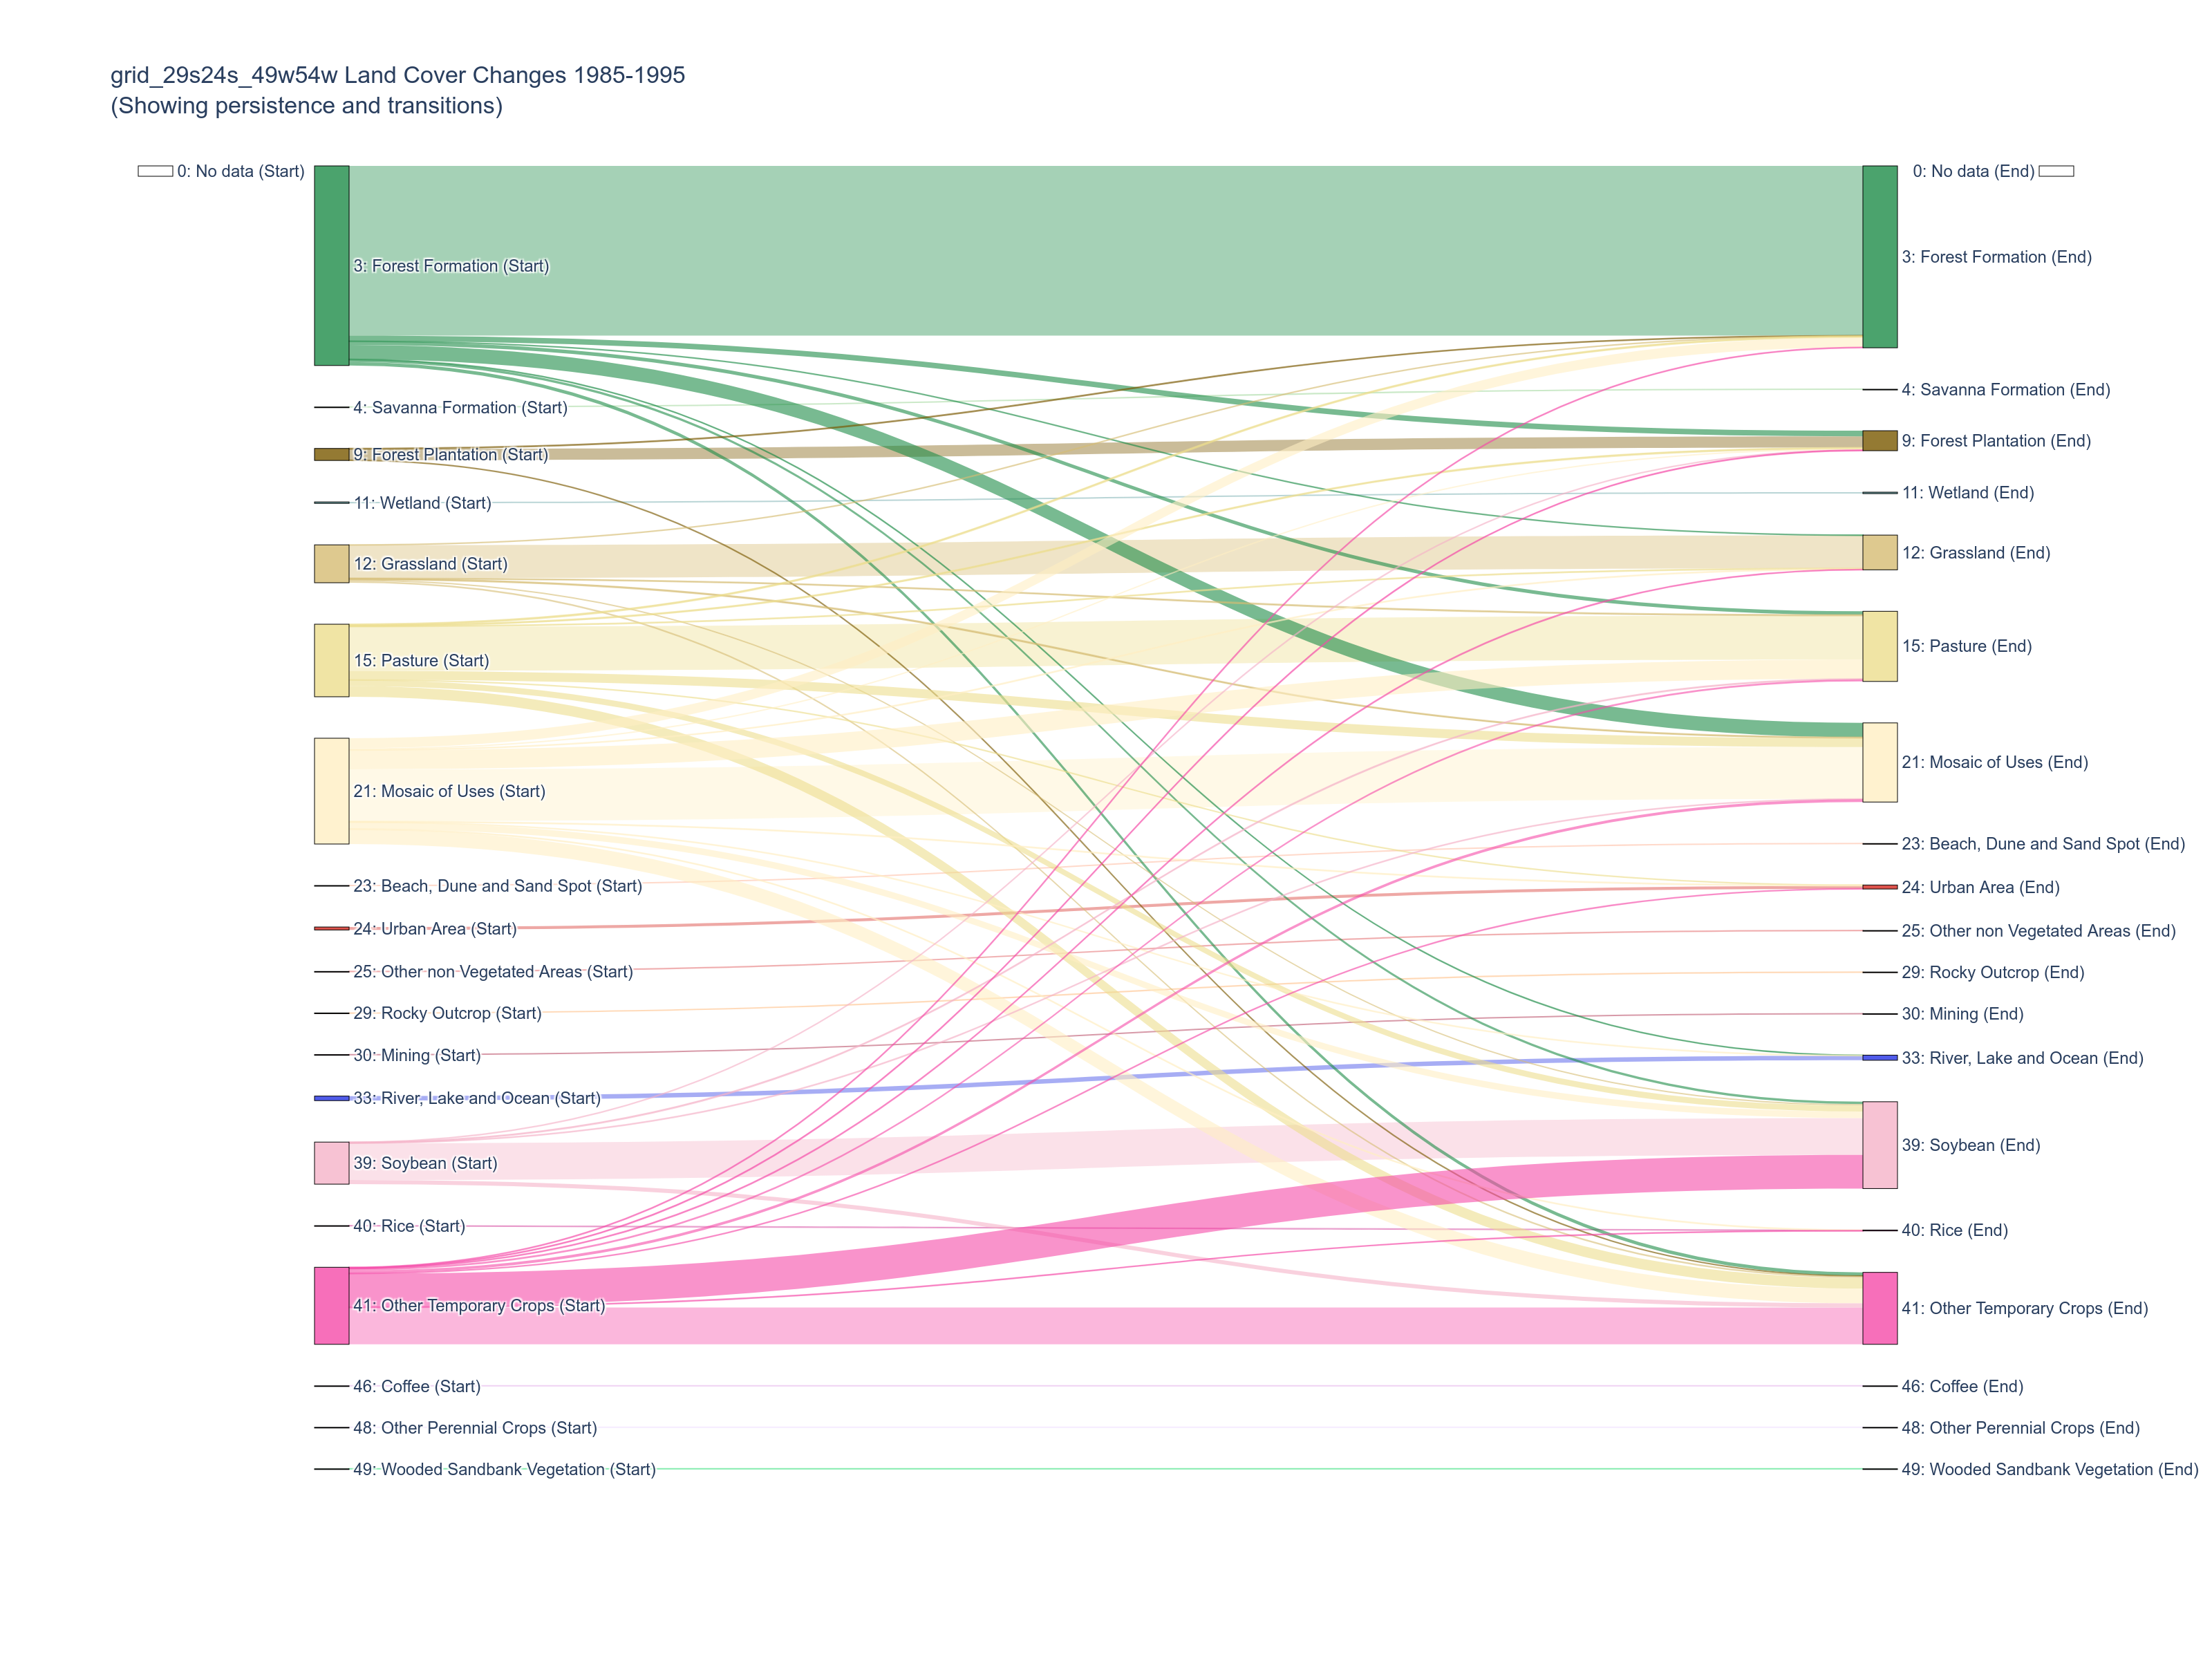 grid_29s24s_49w54w Land Cover Changes 1985-1995
(Showing persistence and transitions)
0: No data (Start)
3: Forest Formation (Start)
4: Savanna Formation (Start)
9: Forest Plantation (Start)
11: Wetland (Start)
12: Grassland (Start)
15: Pasture (Start)
21: Mosaic of Uses (Start)
23: Beach, Dune and Sand Spot (Start)
24: Urban Area (Start)
25: Other non Vegetated Areas (Start)
29: Rocky Outcrop (Start)
30: Mining (Start)
33: River, Lake and Ocean (Start)
39: Soybean (Start)
40: Rice (Start)
41: Other Temporary Crops (Start)
46: Coffee (Start)
48: Other Perennial Crops (Start)
49: Wooded Sandbank Vegetation (Start)
0: No data (End)
3: Forest Formation (End)
4: Savanna Formation (End)
9: Forest Plantation (End)
11: Wetland (End)
12: Grassland (End)
15: Pasture (End)
21: Mosaic of Uses (End)
23: Beach, Dune and Sand Spot (End)
24: Urban Area (End)
25: Other non Vegetated Areas (End)
29: Rocky Outcrop (End)
30: Mining (End)
33: River, Lake and Ocean (End)
39: Soybean (End)
40: Rice (End)
41: Other Temporary Crops (End)
46: Coffee (End)
48: Other Perennial Crops (End)
49: Wooded Sandbank Vegetation (End)